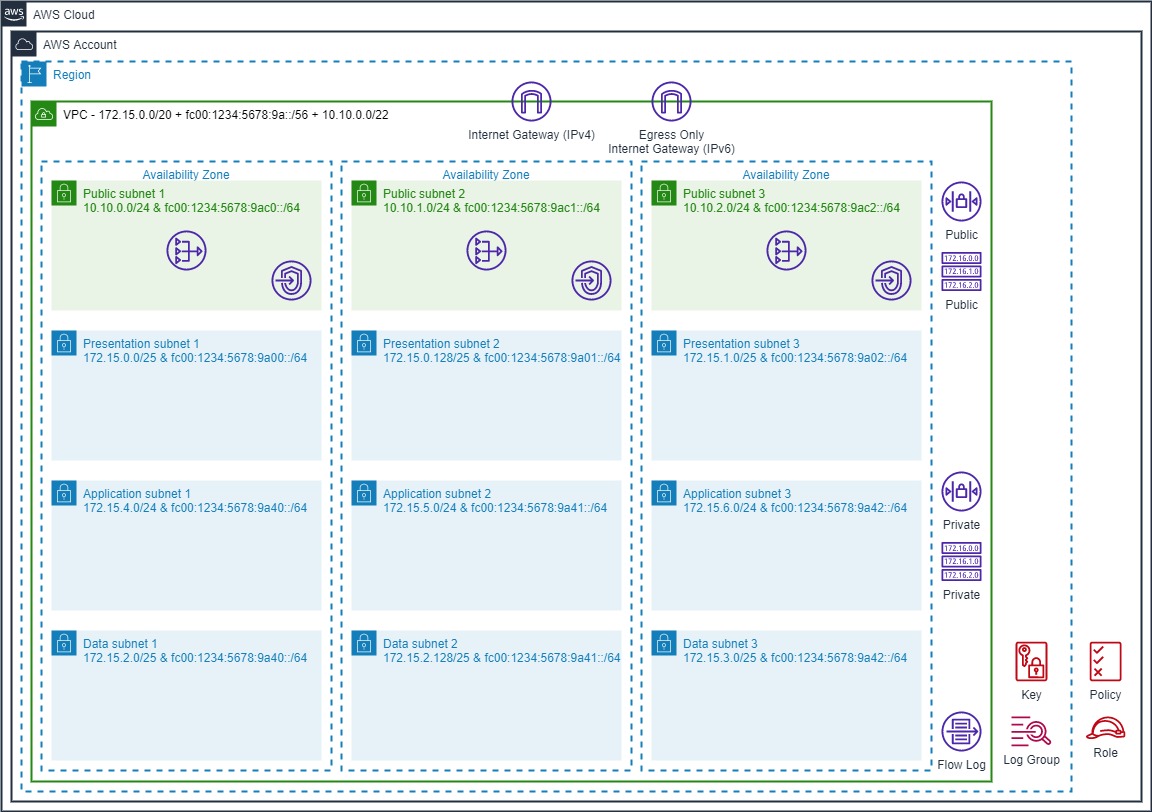 aws
AWS Cloud
AWS Account
Region
VPC - 172.15.0.0/20 + fc00:1234:5678:9a::/56 + 10.10.0.0/22
Internet Gateway (IPv4)
Egress Only
Internet Gateway (IPv6)
Availability Zone
Public subnet 1
10.10.0.0/24 & fc00:1234:5678:9ac0::/64
Availability Zone
Public subnet 2
10.10.1.0/24 & fc00:1234:5678:9ac1::/64
Availability Zone
Public subnet 3
10.10.2.0/24 & fc00:1234:5678:9ac2::/64
Public
172.16.0.0
172.16.1.0
172.16.2.0
Public
Presentation subnet 1
172.15.0.0/25 & fc00:1234:5678:9a00::/64
Presentation subnet 2
172.15.0.128/25 & fc00:1234:5678:9a01::/64
Presentation subnet 3
172.15.1.0/25 & fc00:1234:5678:9a02::/64
Application subnet 1
172.15.4.0/24 & fc00:1234:5678:9a40::/64
Application subnet 2
172.15.5.0/24 & fc00:1234:5678:9a41::/64
Application subnet 3
172.15.6.0/24 & fc00:1234:5678:9a42::/64
Private
172.16.0.0
172.16.1.0
172.16.2.0
Private
Data subnet 1
172.15.2.0/25 & fc00:1234:5678:9a40::/64
Data subnet 2
172.15.2.128/25 & fc00:1234:5678:9a41::/64
Data subnet 3
172.15.3.0/25 & fc00:1234:5678:9a42::/64
Flow Log
Key
Policy
Log Group
Role